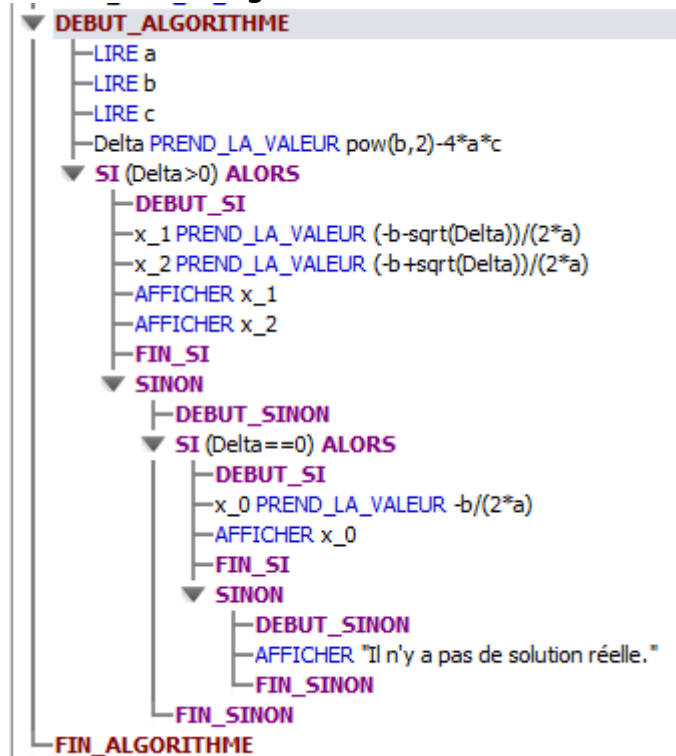 DEBUT_ALGORITHME
LIRE a
LIRE b
LIRE c
Delta PREND_LA_VALEUR pow(b,2)-4*a*c
SI (Delta>0) ALORS
DEBUT_SI
x_1 PREND_LA_VALEUR (-b-sqrt(Delta))/(2*a)
x_2 PREND_LA_VALEUR (-b+sqrt(Delta))/(2*a)
AFFICHER x_1
AFFICHER x_2
FIN_SI
SINON
DEBUT_SINON
SI (Delta==0) ALORS
DEBUT_SI
x_0 PREND_LA_VALEUR -b/(2*a)
AFFICHER x_0
FIN_SI
SINON
DEBUT_SINON
AFFICHER "Il n'y a pas de solution réelle."
FIN_SINON
FIN_SINON
FIN_ALGORITHME